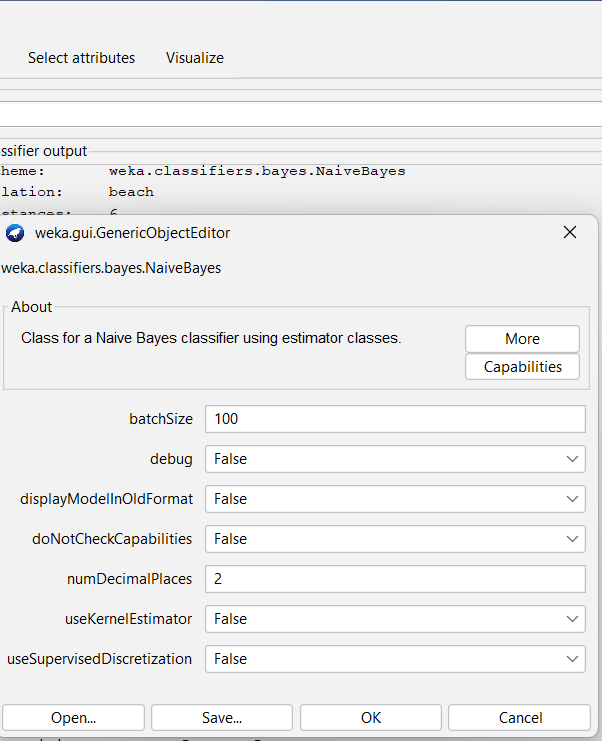 Select attributes Visualize
ssifier output
heme: weka.classifiers.bayes.NaiveBayes
lation: beach
stances: 6
weka.gui.GenericObjectEditor
weka.classifiers.bayes.NaiveBayes
About
Class for a Naive Bayes classifier using estimator classes.
More
Capabilities
batchSize 100
debug False
displayModelInOldFormat False
doNotCheckCapabilities False
numDecimalPlaces 2
useKernelEstimator False
useSupervisedDiscretization False
Open... Save... OK Cancel